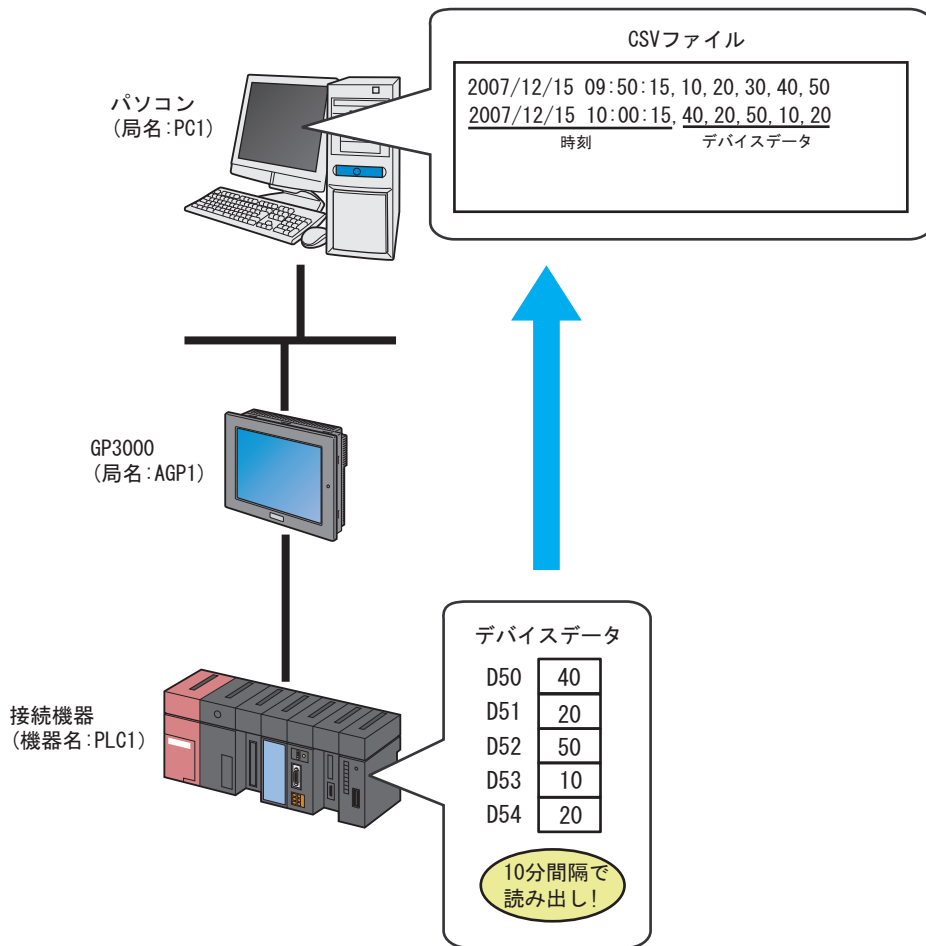 CSVファイル
2007/12/15 09:50:15,10,20,30,40,50
2007/12/15 10:00:15,40,20,50,10,20
時刻 デバイスデータ
パソコン
(局名:PC1)
GP3000
(局名:AGP1)
接続機器
(機器名:PLC1)
デバイスデータ
D50 40
D51 20
D52 50
D53 10
D54 20
10分間隔で
読み出し!